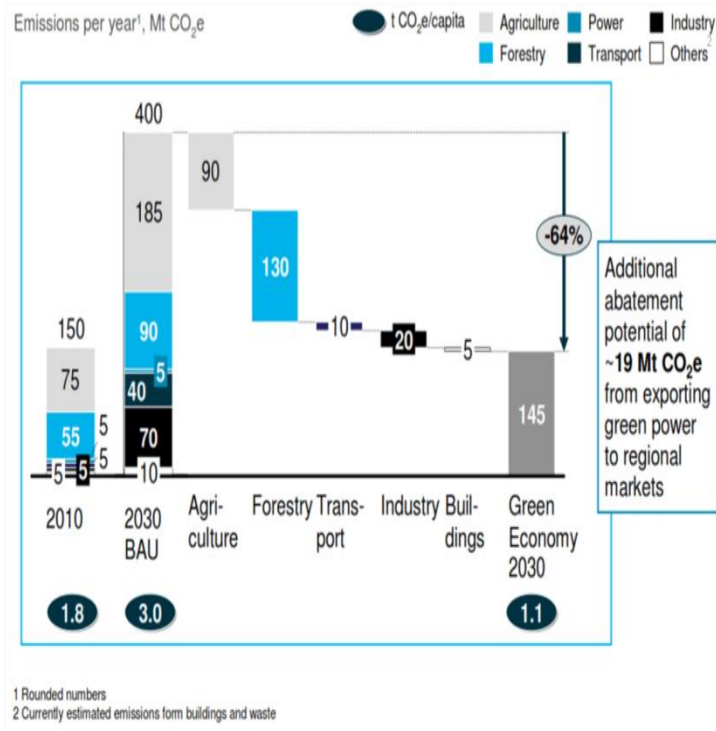 Emissions per year¹, Mt CO₂e
t CO₂e/capita
Agriculture
Power
Industry
Forestry
Transport
Others²
400
90
185
-64%
130
Additional
abatement
potential of
~19 Mt CO₂e
from exporting
green power
to regional
markets
150
90
10
75
5
20
5
40
145
55
5
70
5
5
5
10
2010
2030
BAU
Agri-
culture
Forestry
Trans-
port
Industry
Buil-
dings
Green
Economy
2030
1.8
3.0
1.1
1 Rounded numbers
2 Currently estimated emissions form buildings and waste